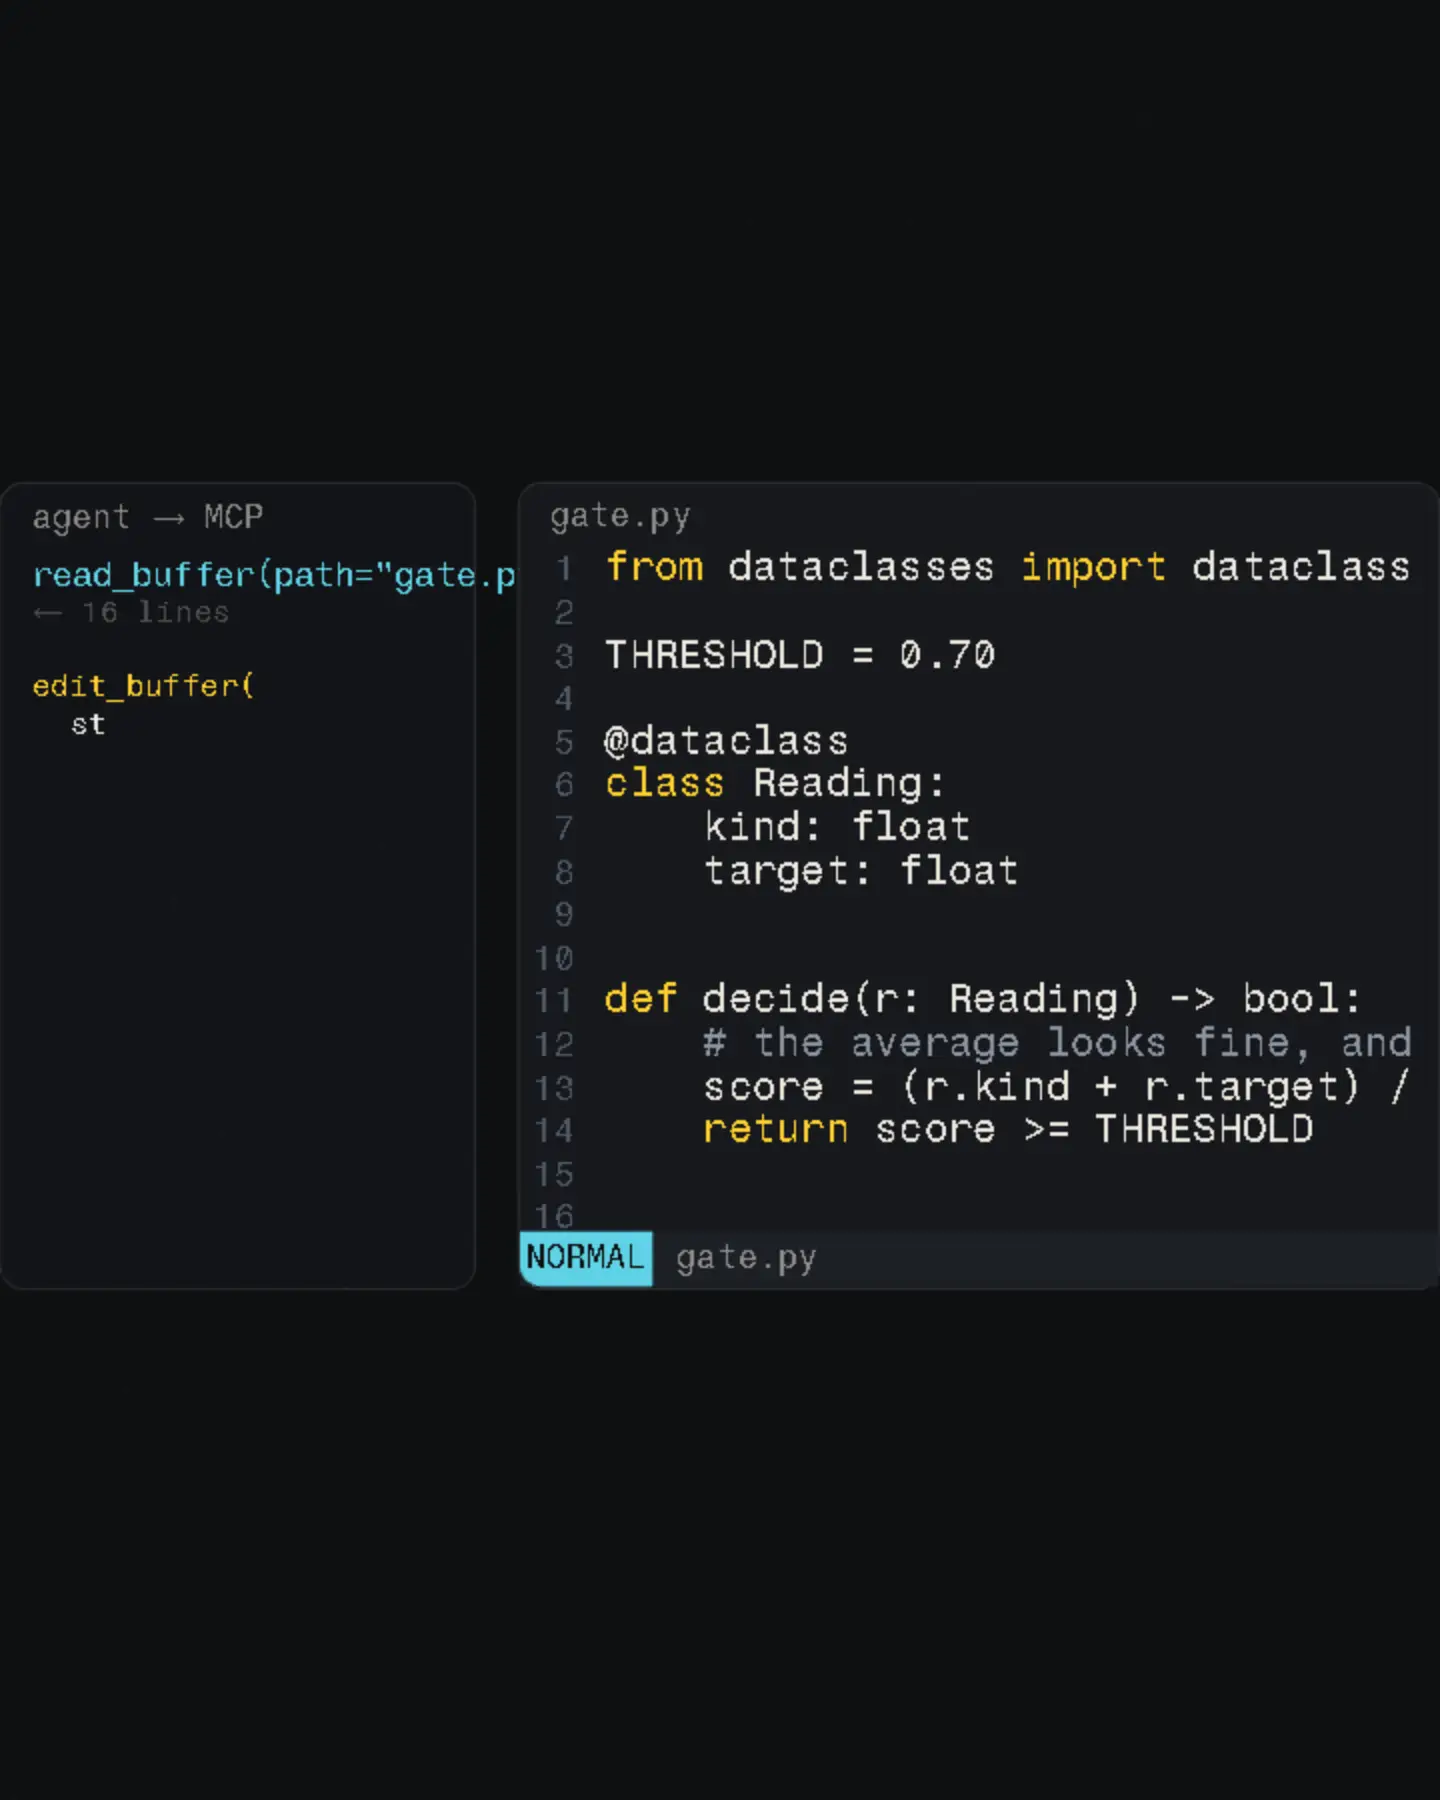 agent → MCP
read_buffer(path="gate.p
← 16 lines
edit_buffer(
st
gate.py
1 from dataclasses import dataclass
2
3 THRESHOLD = 0.70
4
5 @dataclass
6 class Reading:
7 kind: float
8 target: float
9
10
11 def decide(r: Reading) -> bool:
12 # the average looks fine, and
13 score = (r.kind + r.target) /
14 return score >= THRESHOLD
15
16
NORMAL gate.py